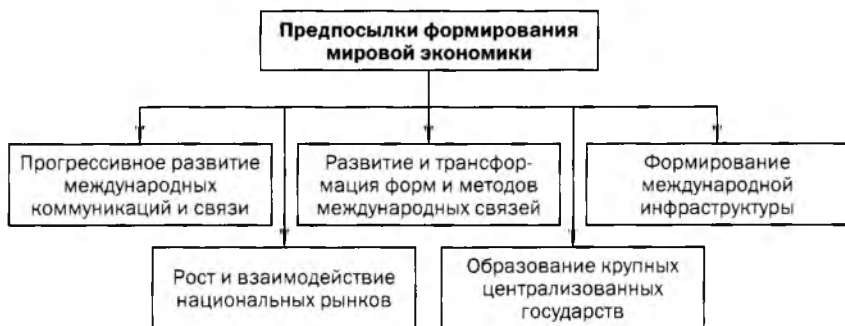 Предпосылки формирования
мировой экономики
Прогрессивное развитие
международных
коммуникаций и связи
Развитие и трансфор-
мация форм и методов
международных связей
Формирование
международной
инфраструктуры
Рост и взаимодействие
национальных рынков
Образование крупных
централизованных
государств